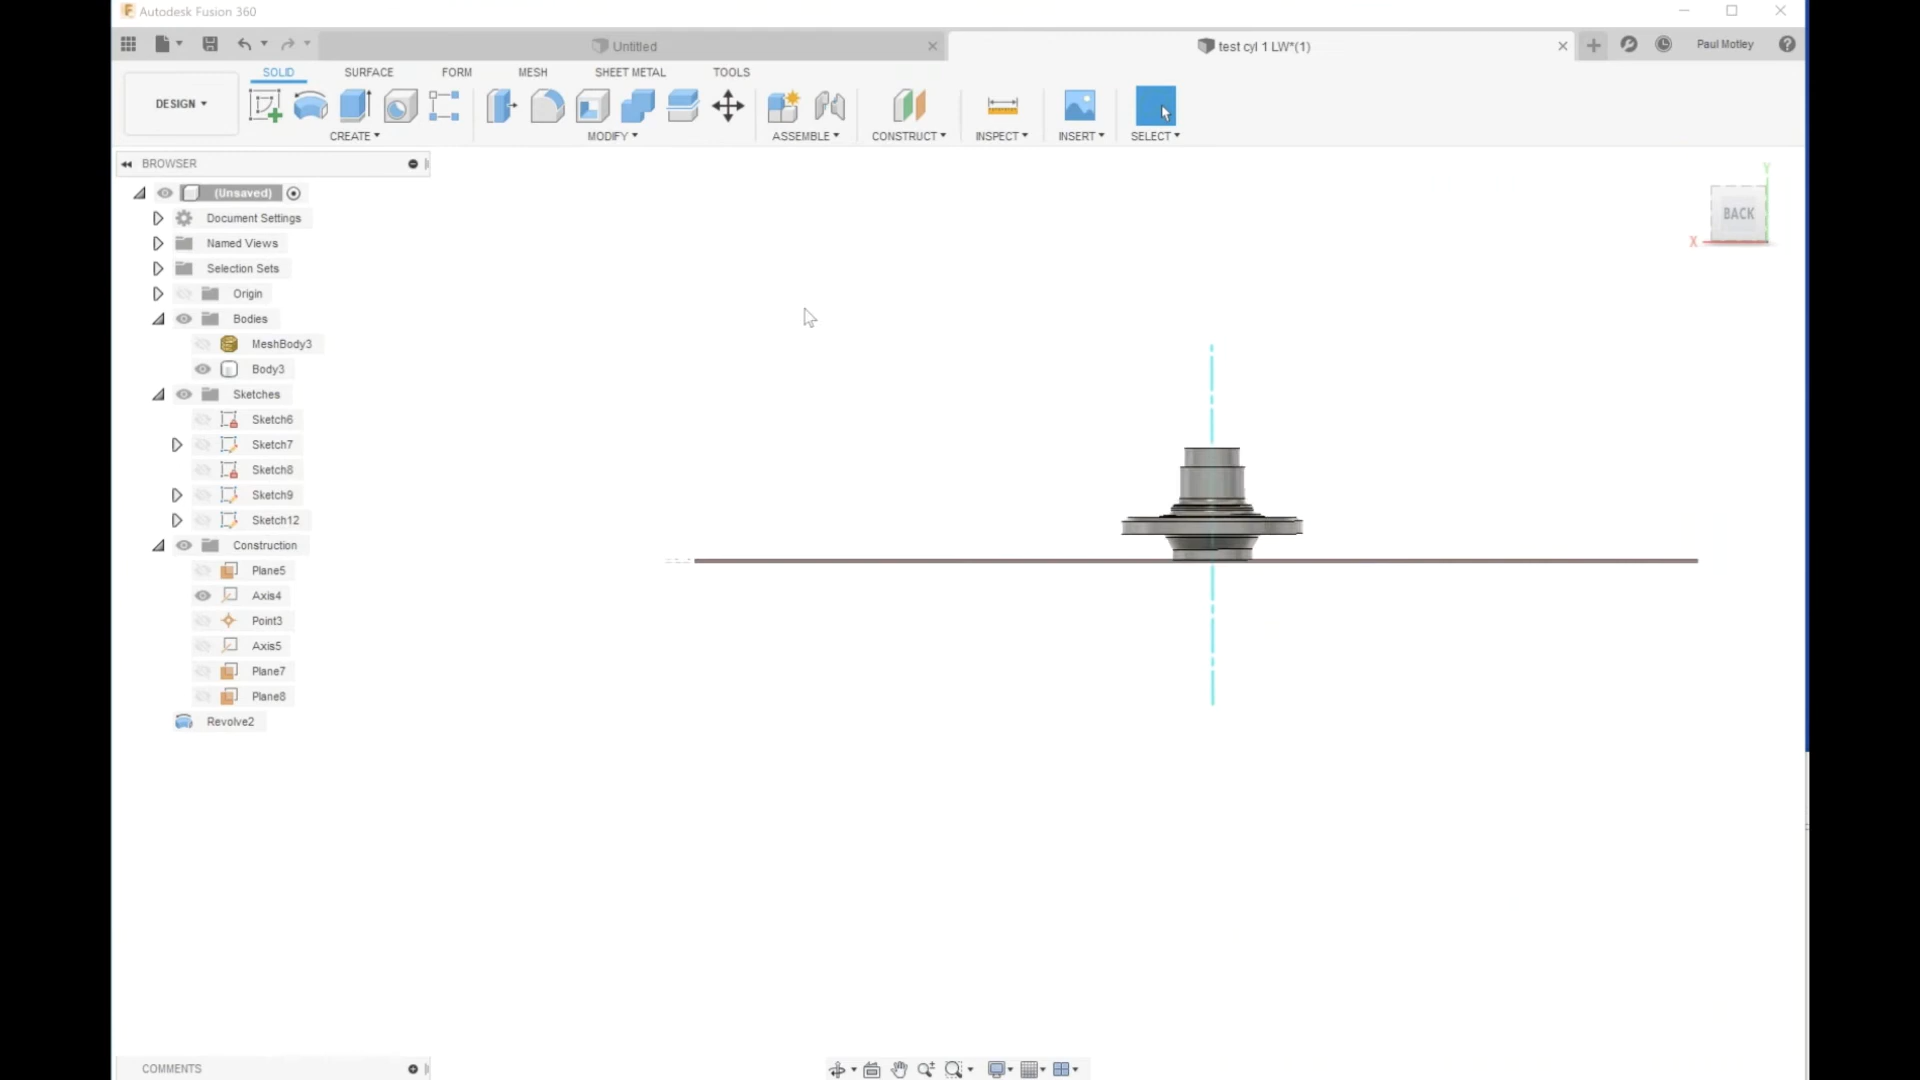 Autodesk Fusion 360
Untitled
test cyl 1 LW*(1)
Paul Motley
SOLID SURFACE FORM MESH SHEET METAL TOOLS
DESIGN
CREATE MODIFY ASSEMBLE CONSTRUCT INSPECT INSERT SELECT
BROWSER
(Unsaved)
Document Settings
Named Views
Selection Sets
Origin
Bodies
MeshBody3
Body3
Sketches
Sketch6
Sketch7
Sketch8
Sketch9
Sketch12
Construction
Plane5
Axis4
Point3
Axis5
Plane7
Plane8
Revolve2
Y
BACK
X
COMMENTS